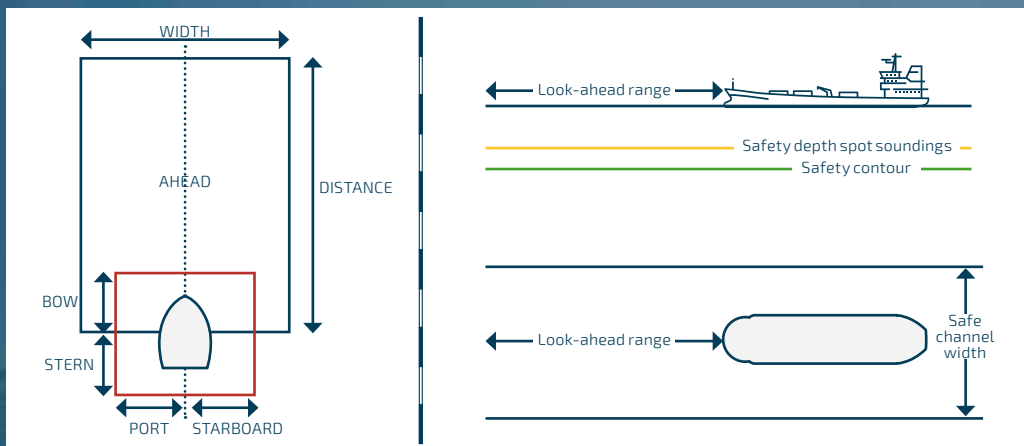 WIDTH
AHEAD
DISTANCE
BOW
STERN
PORT
STARBOARD
Look-ahead range
Safety depth spot soundings
Safety contour
Look-ahead range
Safe
channel
width